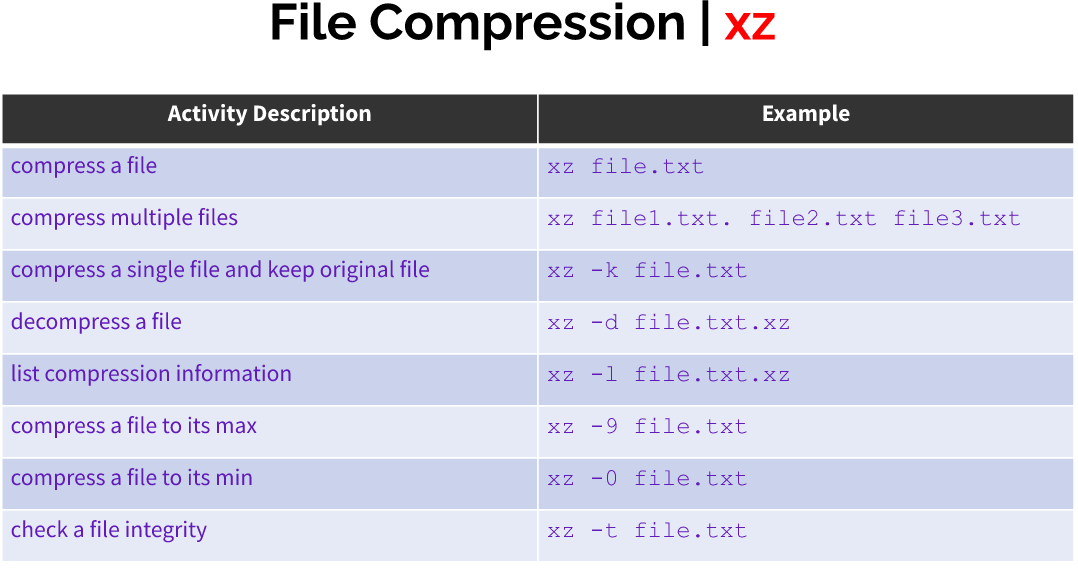 File Compression | xz
Activity Description Example
compress a file xz file.txt
compress multiple files xz file1.txt. file2.txt file3.txt
compress a single file and keep original file xz -k file.txt
decompress a file xz -d file.txt.xz
list compression information xz -l file.txt.xz
compress a file to its max xz -9 file.txt
compress a file to its min xz -0 file.txt
check a file integrity xz -t file.txt